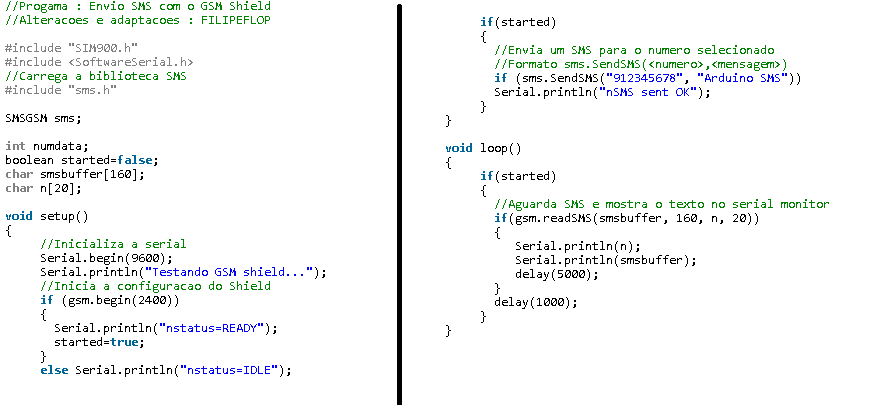 //Progama : Envio SMS com o GSM Shield
//Alteracoes e adaptacoes : FILIPEFLOP
#include "SIM900.h"
#include <SoftwareSerial.h>
//Carrega a biblioteca SMS
#include "sms.h"
SMSGSM sms;
int numdata;
boolean started=false;
char smsbuffer[160];
char n[20];
void setup()
{
//Inicializa a serial
Serial.begin(9600);
Serial.println("Testando GSM shield...");
//Inicia a configuracao do Shield
if (gsm.begin(2400))
{
Serial.println("nstatus=READY");
started=true;
}
else Serial.println("nstatus=IDLE");
if(started)
{
//Envia um SMS para o numero selecionado
//Formato sms.SendSMS(<numero>,<mensagem>)
if (sms.SendSMS("912345678", "Arduino SMS"))
Serial.println("nSMS sent OK");
}
}
void loop()
{
if(started)
{
//Aguarda SMS e mostra o texto no serial monitor
if(gsm.readSMS(smsbuffer, 160, n, 20))
{
Serial.println(n);
Serial.println(smsbuffer);
delay(5000);
}
delay(1000);
}
}